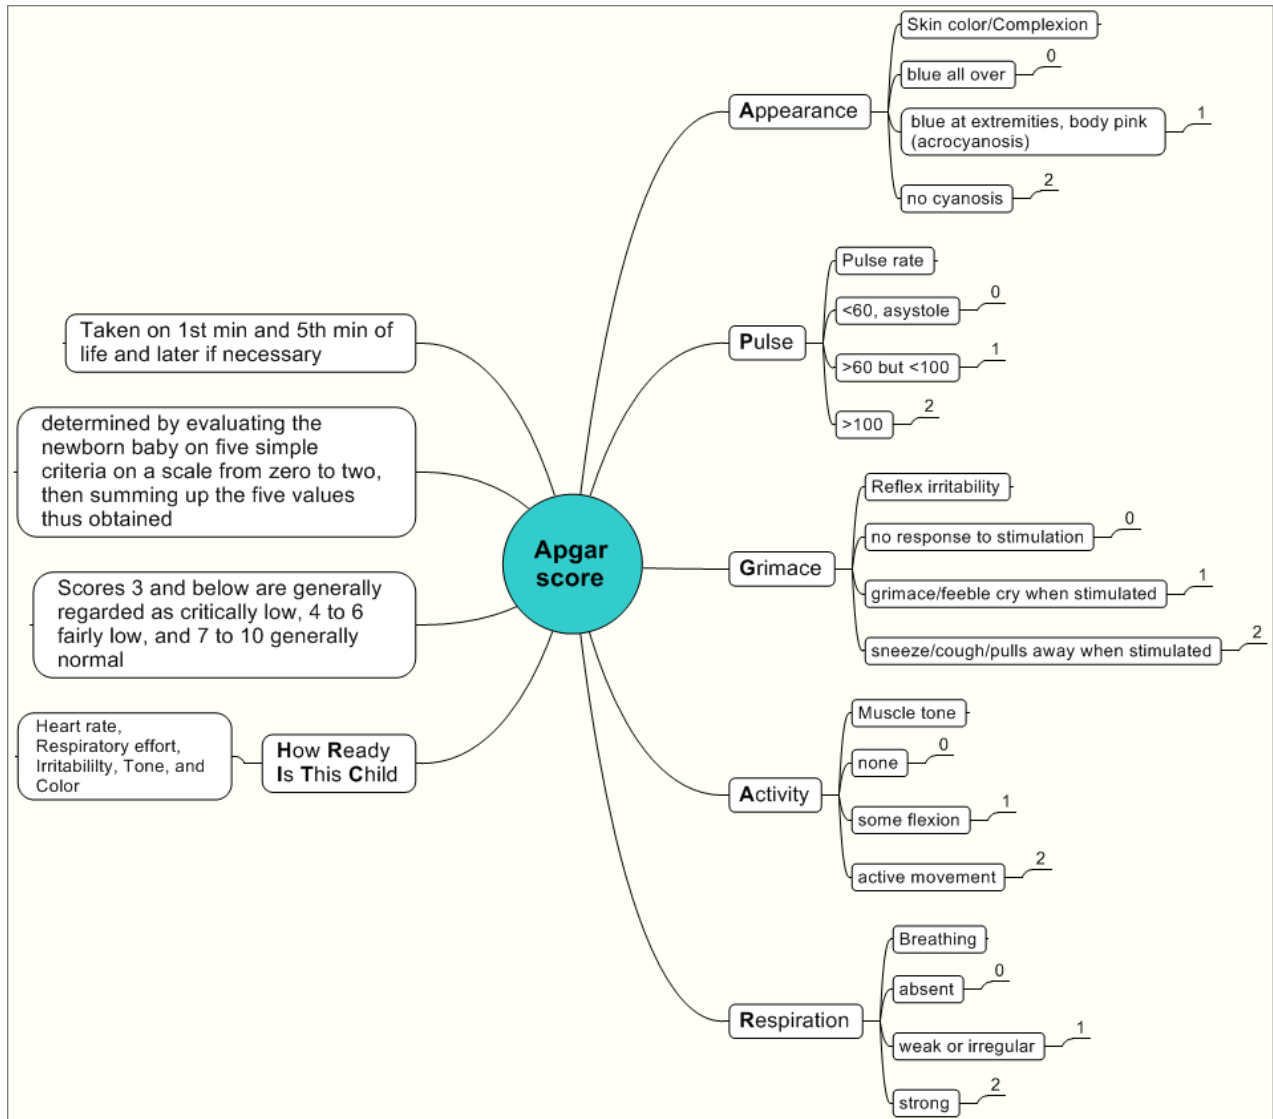 Apgar
score
Taken on 1st min and 5th min of
life and later if necessary
determined by evaluating the
newborn baby on five simple
criteria on a scale from zero to two,
then summing up the five values
thus obtained
Scores 3 and below are generally
regarded as critically low, 4 to 6
fairly low, and 7 to 10 generally
normal
How Ready
Is This Child
Heart rate,
Respiratory effort,
Irritabililty, Tone, and
Color
Appearance
Skin color/Complexion
blue all over
0
blue at extremities, body pink
(acrocyanosis)
1
no cyanosis
2
Pulse
Pulse rate
<60, asystole
0
>60 but <100
1
>100
2
Grimace
Reflex irritability
no response to stimulation
0
grimace/feeble cry when stimulated
1
sneeze/cough/pulls away when stimulated
2
Activity
Muscle tone
none
0
some flexion
1
active movement
2
Respiration
Breathing
absent
0
weak or irregular
1
strong
2